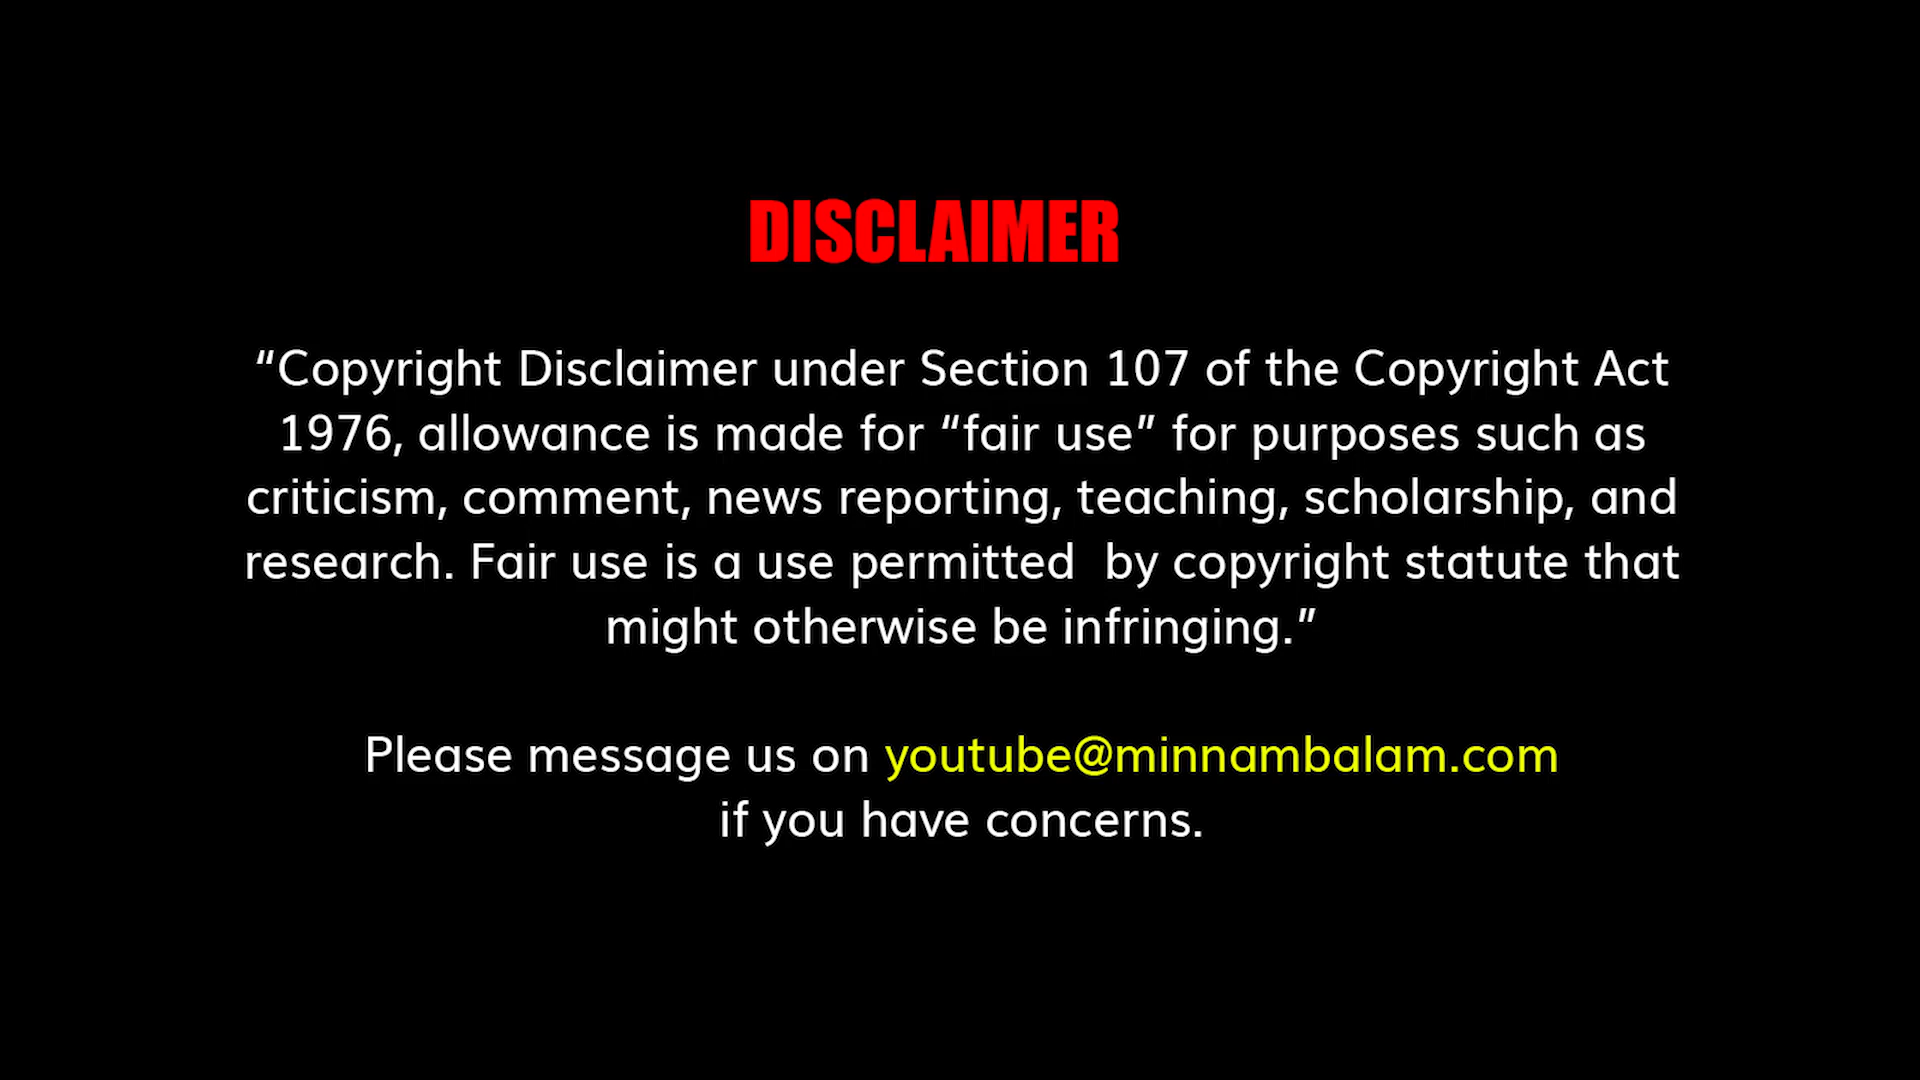 DISCLAIMER
“Copyright Disclaimer under Section 107 of the Copyright Act
1976, allowance is made for “fair use” for purposes such as
criticism, comment, news reporting, teaching, scholarship, and
research. Fair use is a use permitted  by copyright statute that
might otherwise be infringing.”
Please message us on youtube@minnambalam.com
if you have concerns.